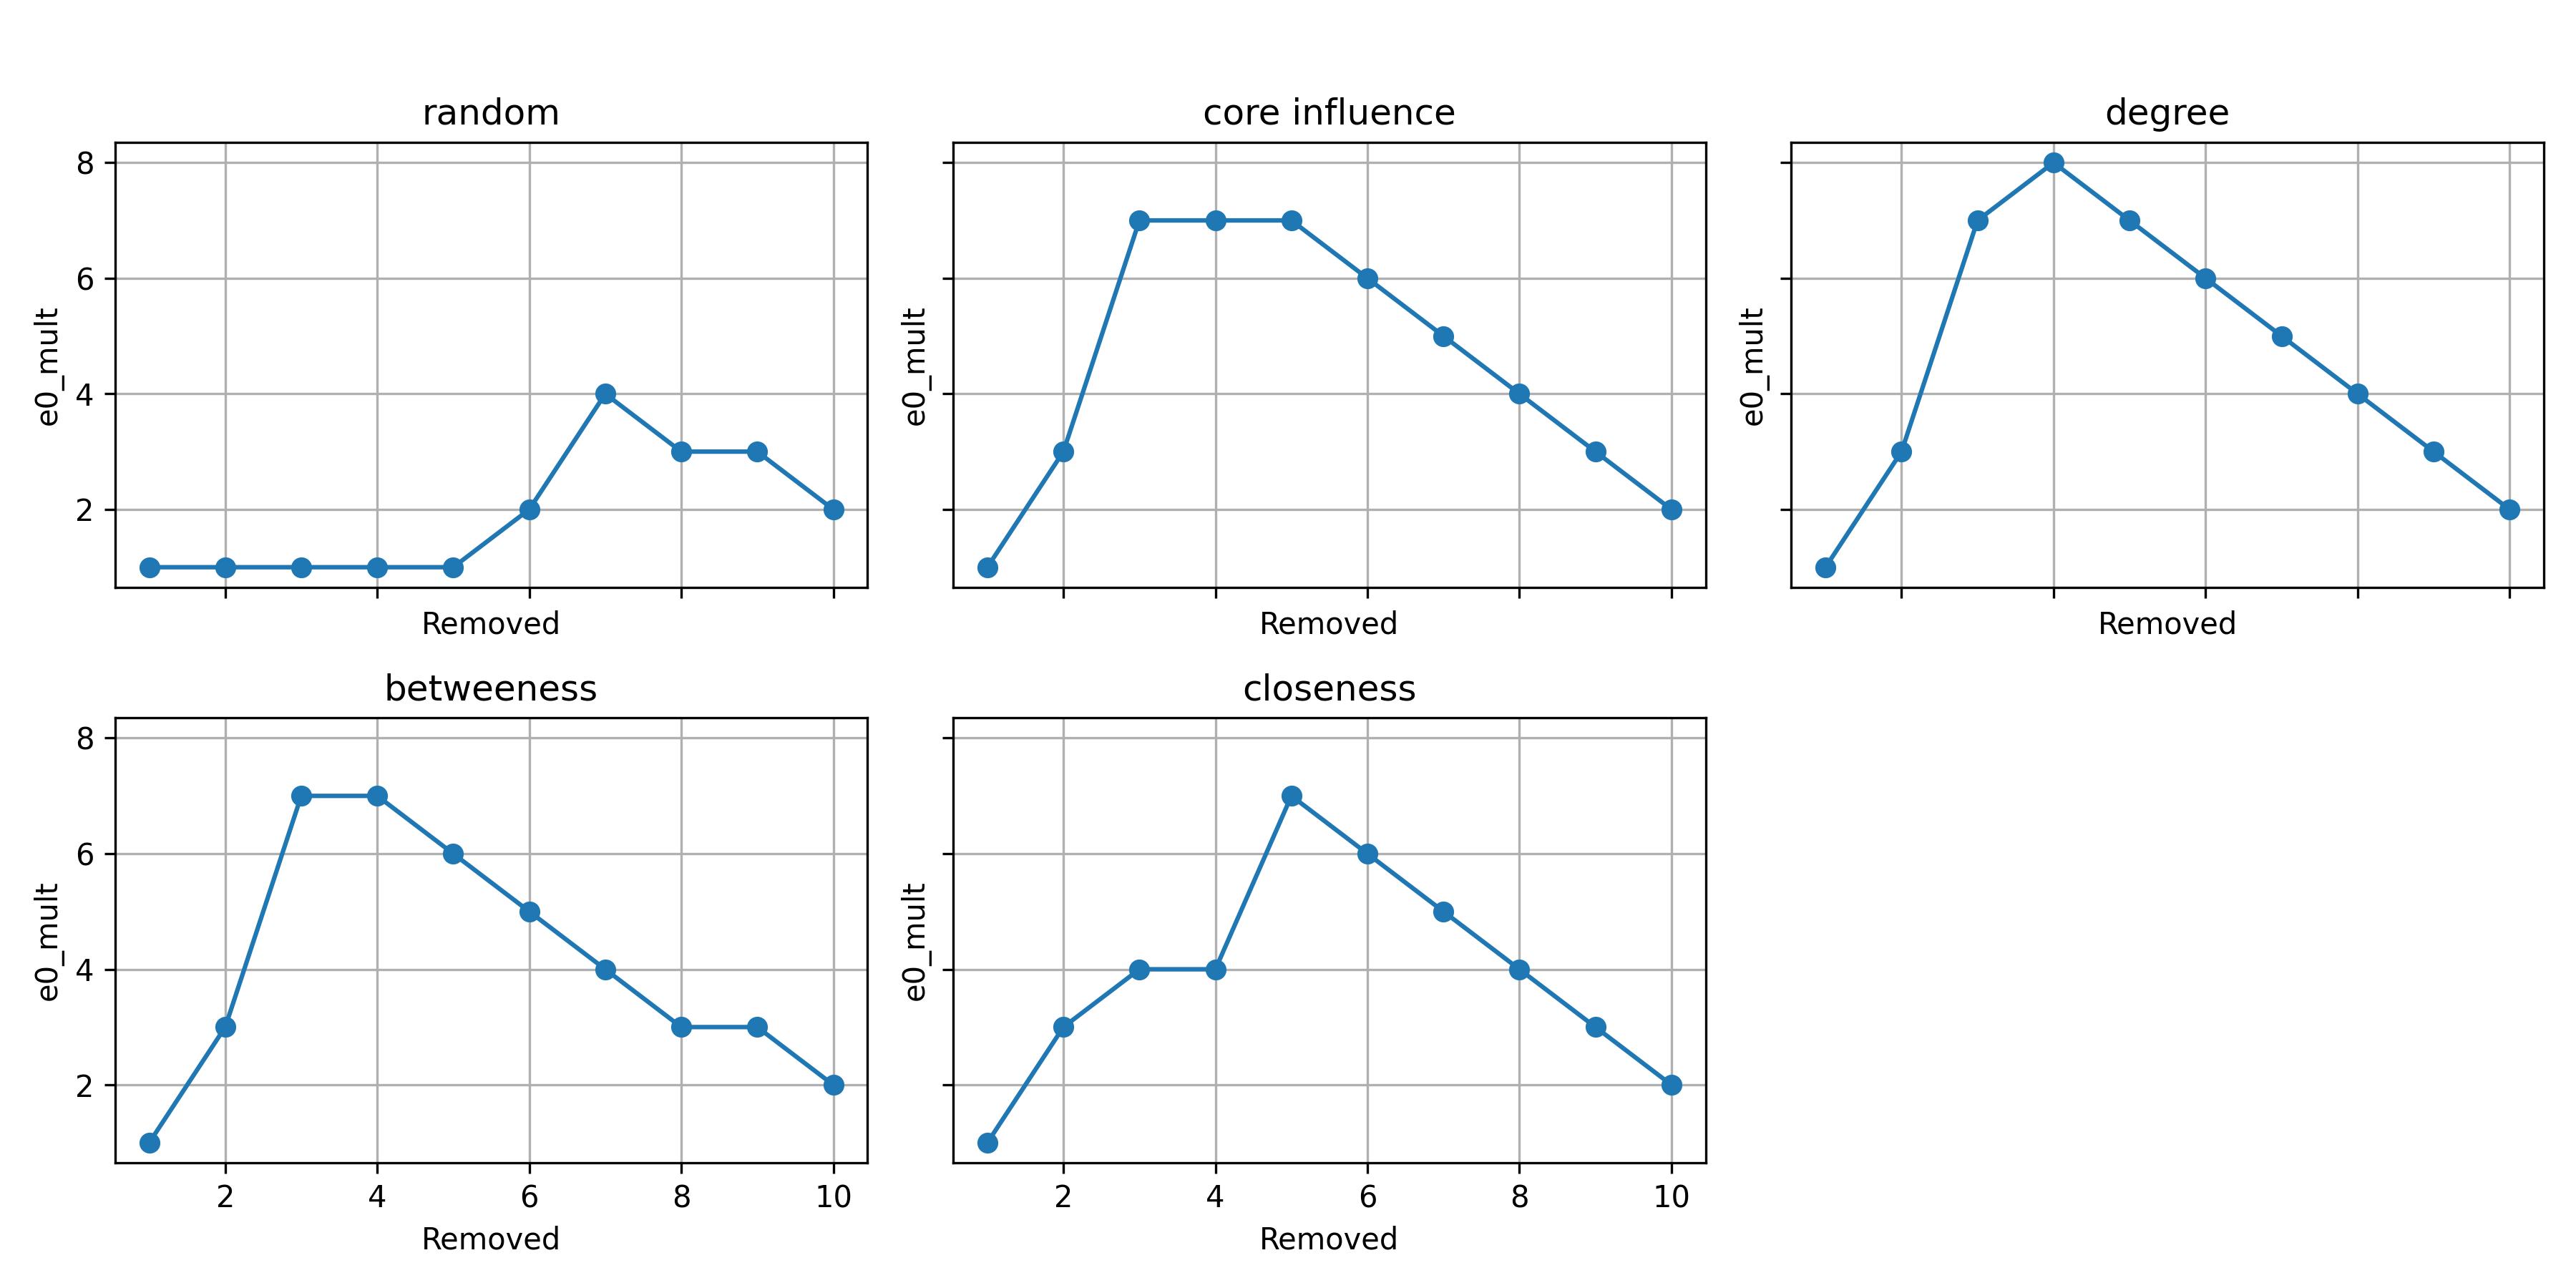 random
core influence
degree
8
6
4
2
e0_mult
e0_mult
e0_mult
Removed
Removed
Removed
betweeness
closeness
8
6
4
2
e0_mult
e0_mult
2 4 6 8 10
2 4 6 8 10
Removed
Removed